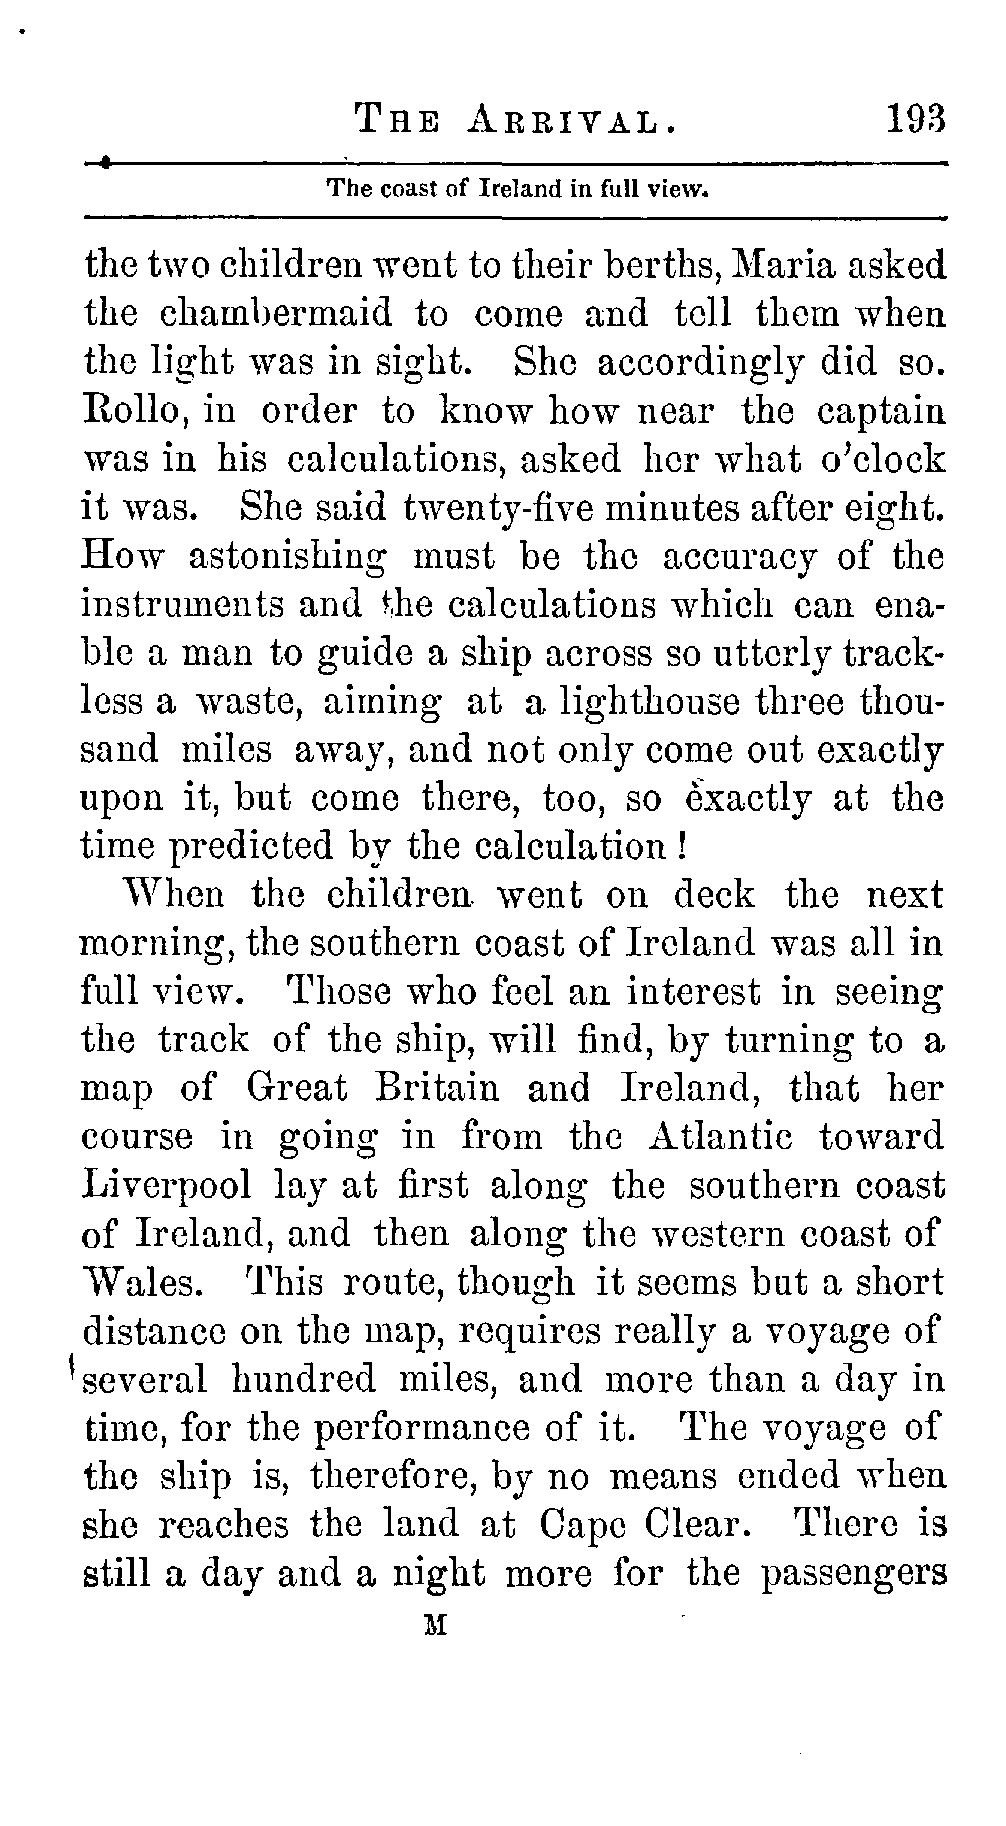 THE ARRIVAL. 193
The coast of Ireland in full view.
the two children went to their berths, Maria asked
the chambermaid to come and tell them when
the light was in sight. She accordingly did so.
Rollo, in order to know how near the captain
was in his calculations, asked her what o'clock
it was. She said twenty-five minutes after eight.
How astonishing must be the accuracy of the
instruments and the calculations which can ena-
ble a man to guide a ship across so utterly track-
less a waste, aiming at a lighthouse three thou-
sand miles away, and not only come out exactly
upon it, but come there, too, so exactly at the
time predicted by the calculation!
When the children went on deck the next
morning, the southern coast of Ireland was all in
full view. Those who feel an interest in seeing
the track of the ship, will find, by turning to a
map of Great Britain and Ireland, that her
course in going in from the Atlantic toward
Liverpool lay at first along the southern coast
of Ireland, and then along the western coast of
Wales. This route, though it seems but a short
distance on the map, requires really a voyage of
several hundred miles, and more than a day in
time, for the performance of it. The voyage of
the ship is, therefore, by no means ended when
she reaches the land at Cape Clear. There is
still a day and a night more for the passengers
M